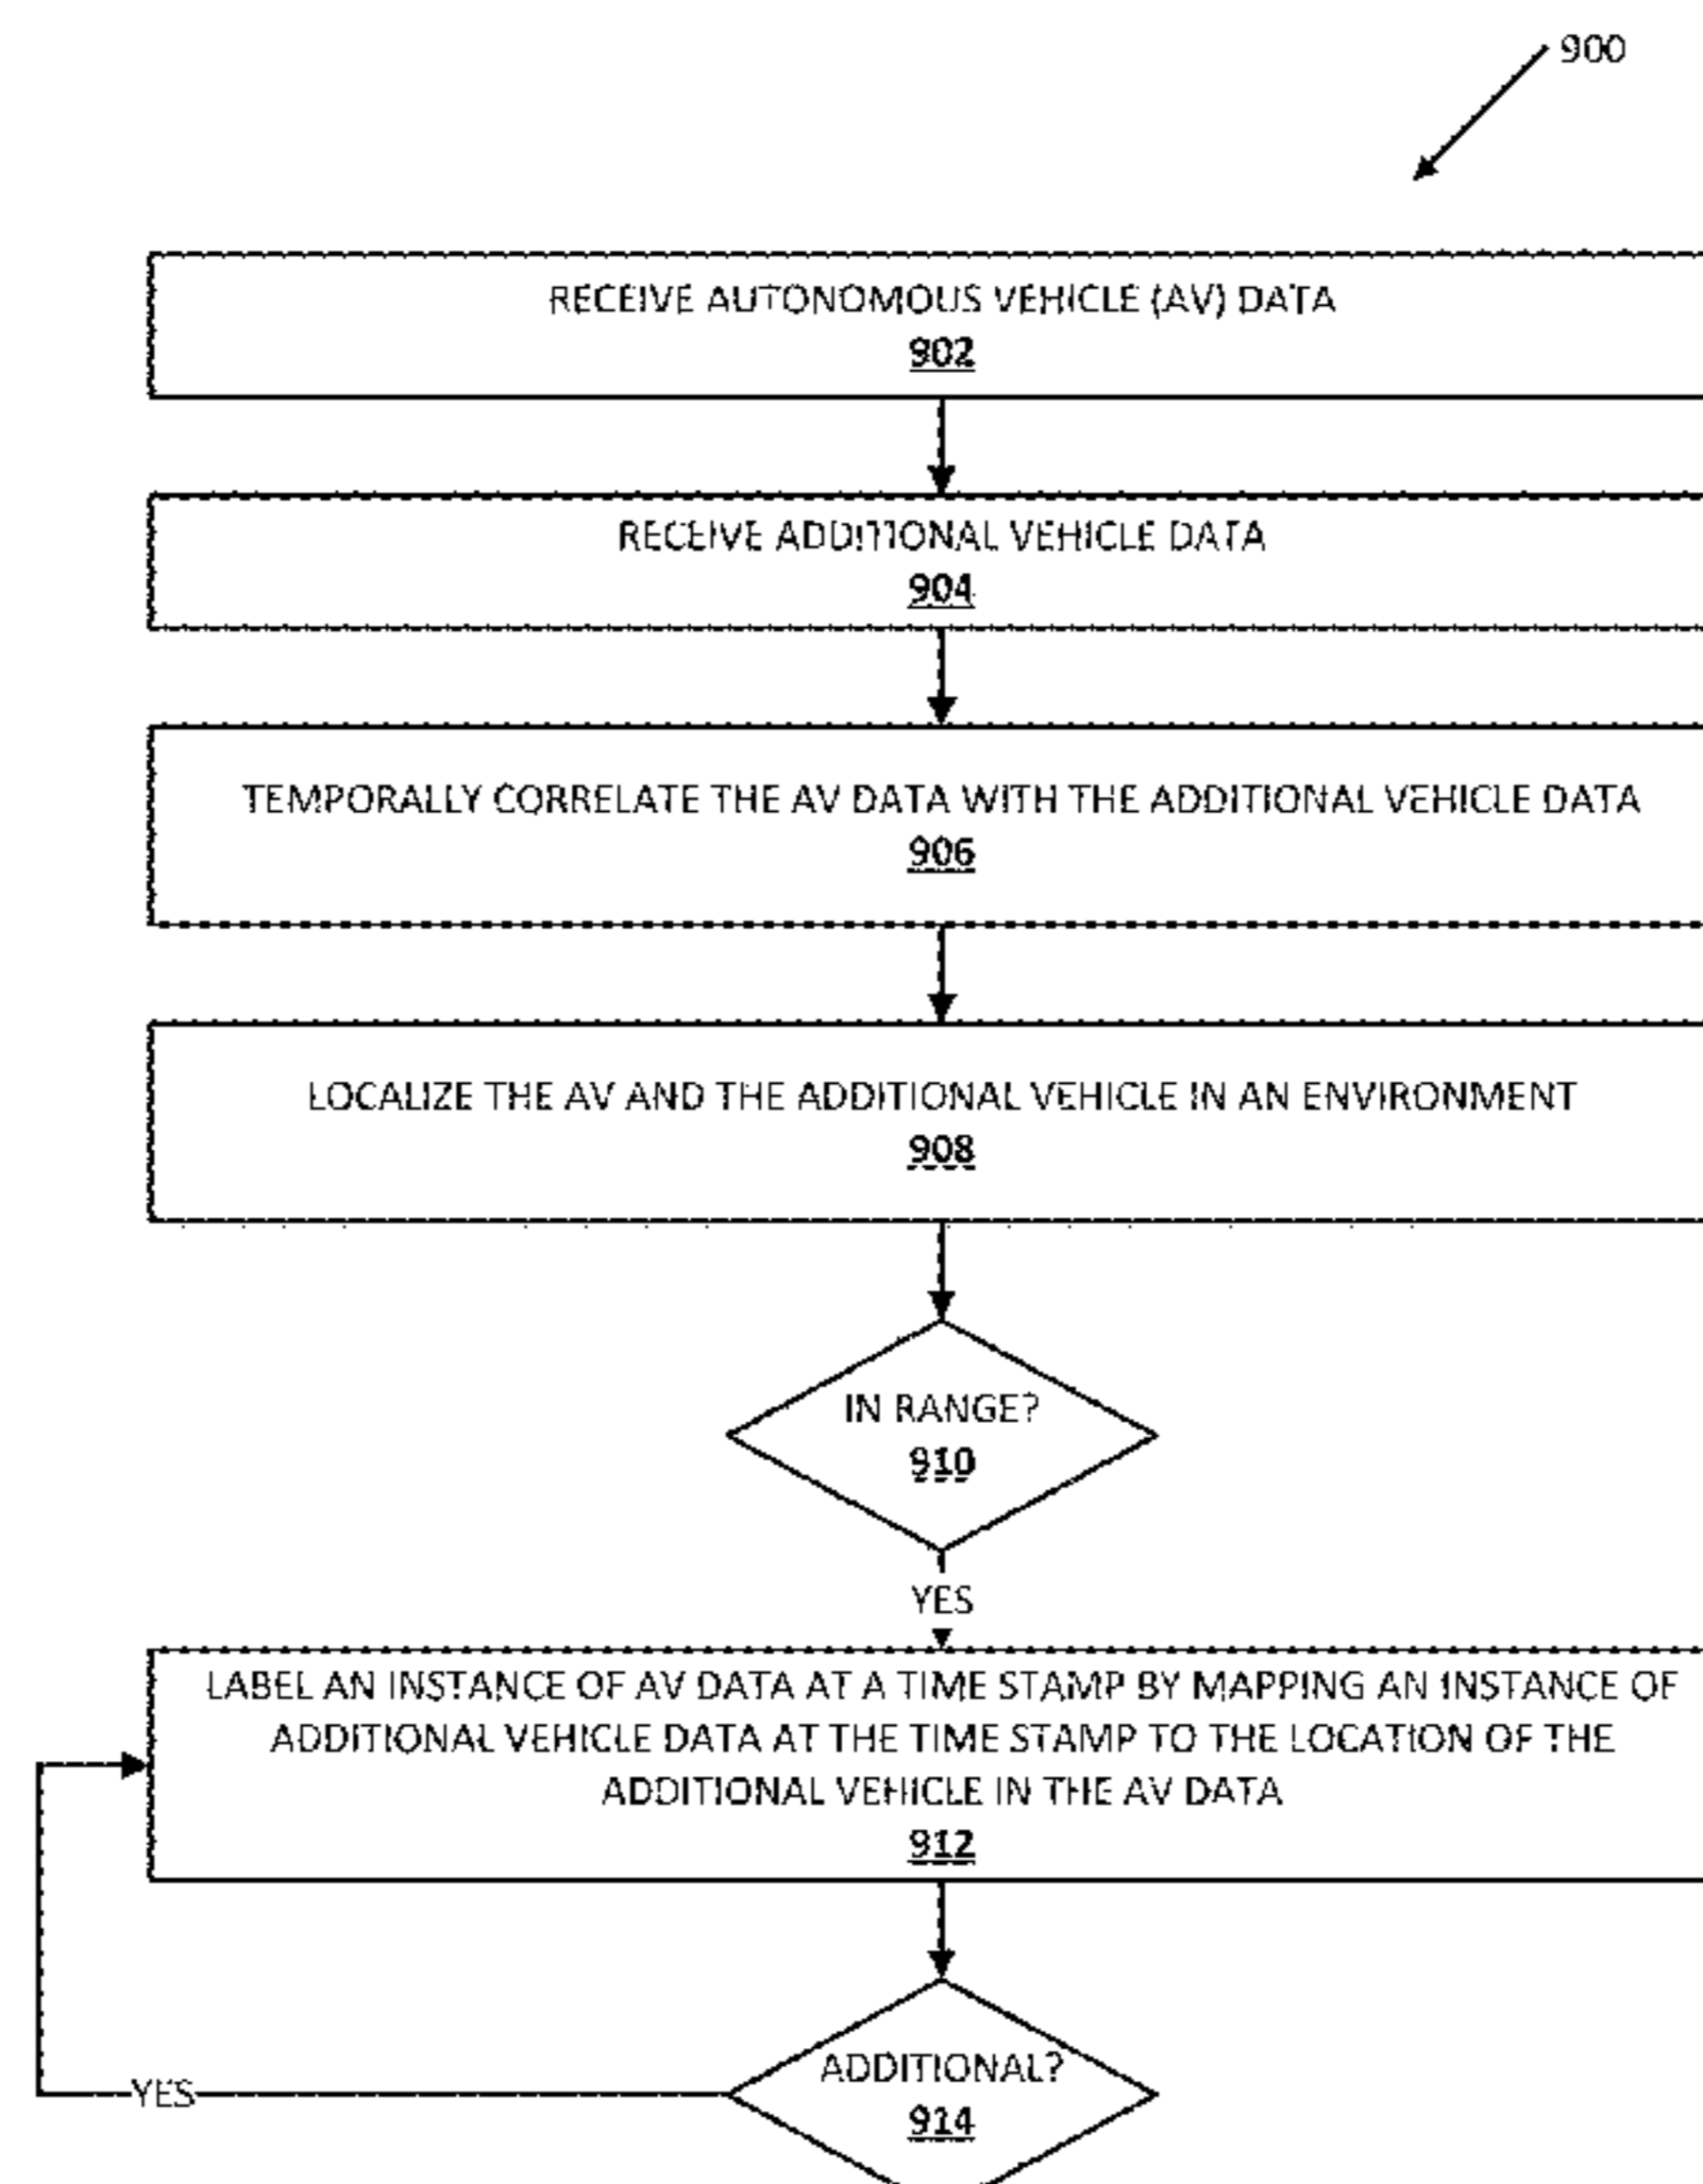 900
RECEIVE AUTONOMOUS VEHICLE (AV) DATA
902
RECEIVE ADDITIONAL VEHICLE DATA
904
TEMPORALLY CORRELATE THE AV DATA WITH THE ADDITIONAL VEHICLE DATA
906
LOCALIZE THE AV AND THE ADDITIONAL VEHICLE IN AN ENVIRONMENT
908
IN RANGE?
910
YES
LABEL AN INSTANCE OF AV DATA AT A TIME STAMP BY MAPPING AN INSTANCE OF
ADDITIONAL VEHICLE DATA AT THE TIME STAMP TO THE LOCATION OF THE
ADDITIONAL VEHICLE IN THE AV DATA
912
ADDITIONAL?
914
YES